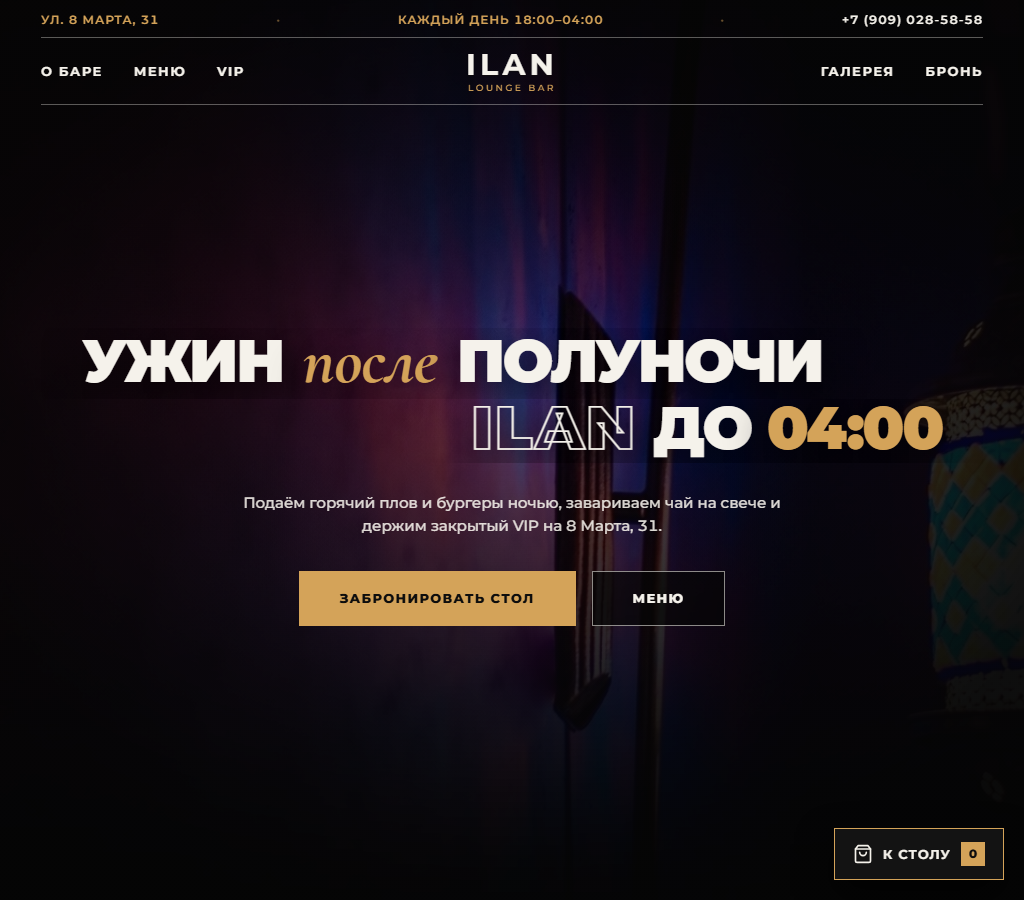 УЛ. 8 МАРТА, 31 · КАЖДЫЙ ДЕНЬ 18:00–04:00 · +7 (909) 028-58-58
О БАРЕ МЕНЮ VIP ILAN ГАЛЕРЕЯ БРОНЬ
LOUNGE BAR
УЖИН после ПОЛУНОЧИ
ILAN ДО 04:00
Подаём горячий плов и бургеры ночью, завариваем чай на свече и
держим закрытый VIP на 8 Марта, 31.
ЗАБРОНИРОВАТЬ СТОЛ МЕНЮ
К СТОЛУ 0